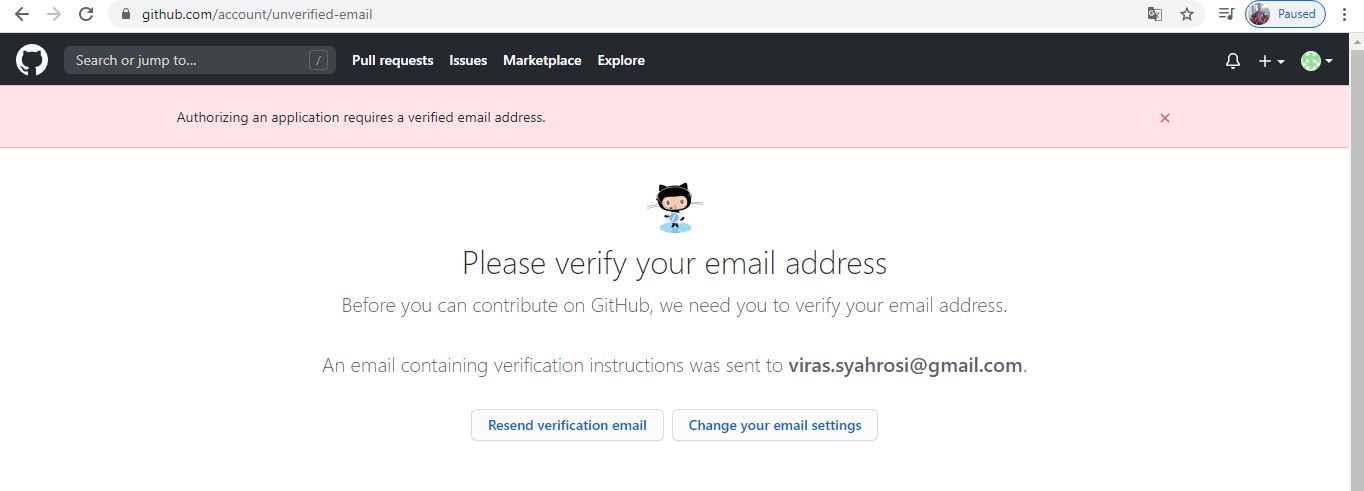 github.com/account/unverified-email
Paused
Search or jump to... /
Pull requests Issues Marketplace Explore
Authorizing an application requires a verified email address.
Please verify your email address
Before you can contribute on GitHub, we need you to verify your email address.
An email containing verification instructions was sent to viras.syahrosi@gmail.com.
Resend verification email Change your email settings